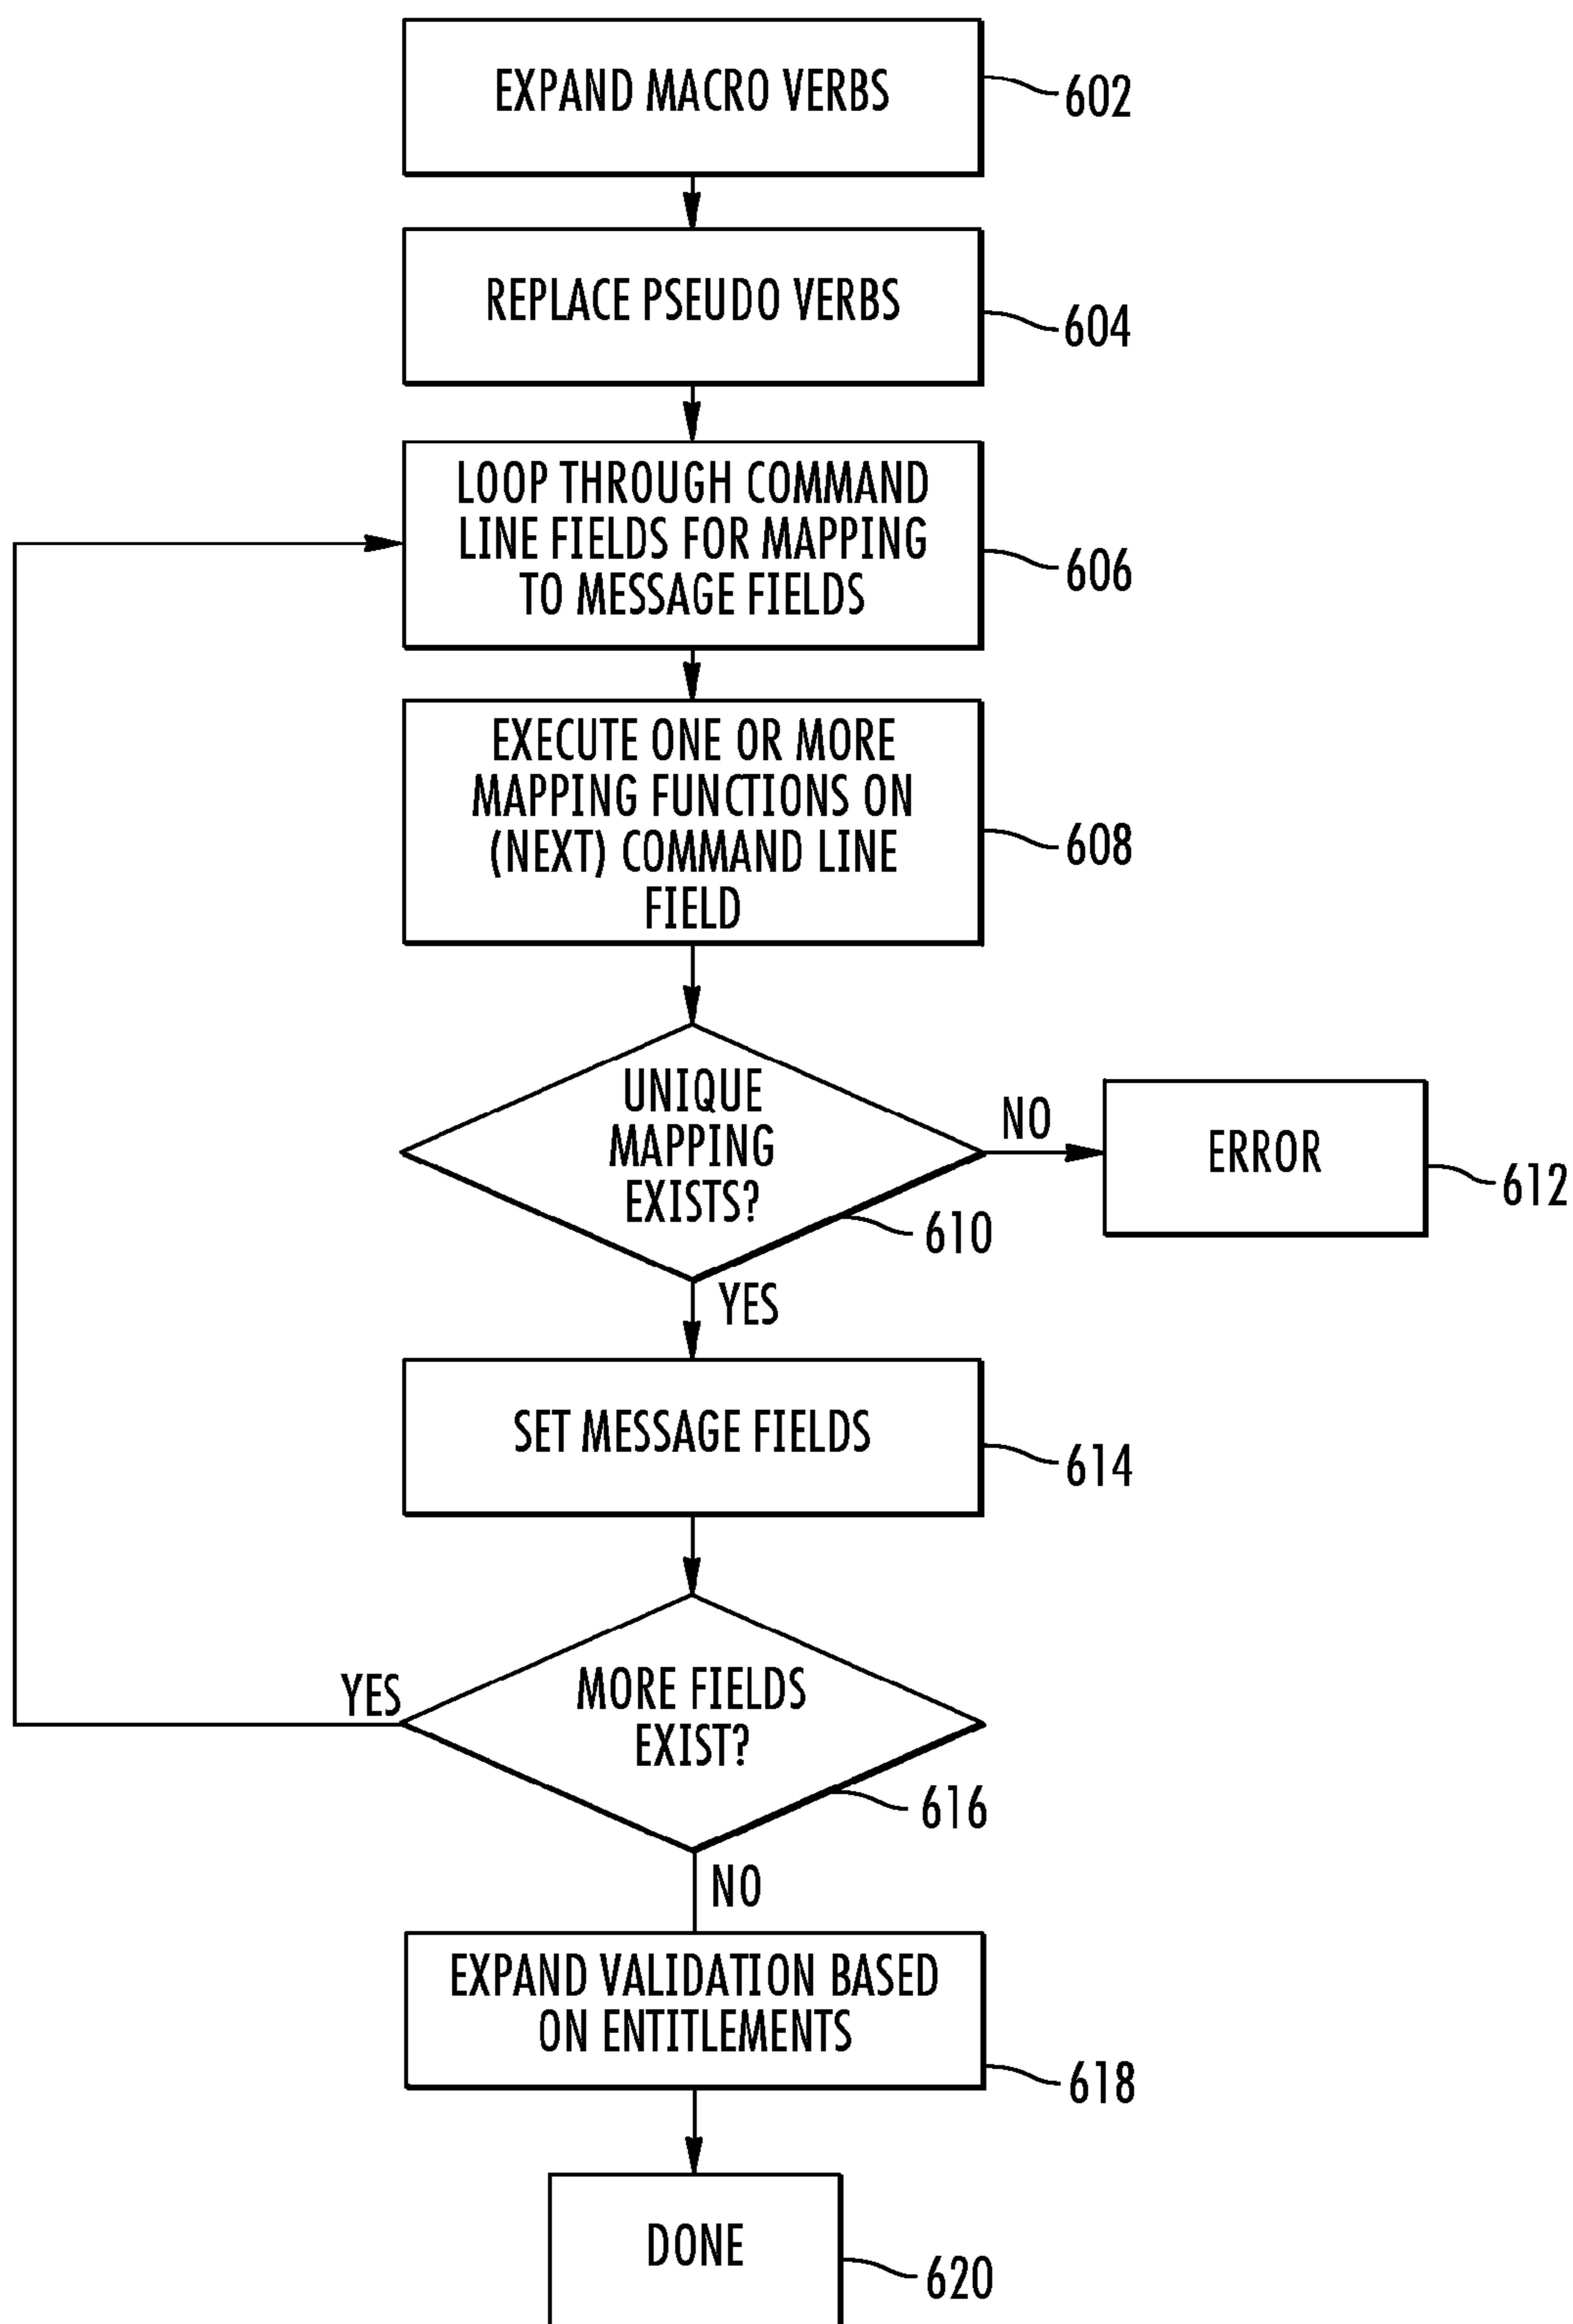 EXPAND MACRO VERBS
602
REPLACE PSEUDO VERBS
604
LOOP THROUGH COMMAND
LINE FIELDS FOR MAPPING
TO MESSAGE FIELDS
606
EXECUTE ONE OR MORE
MAPPING FUNCTIONS ON
(NEXT) COMMAND LINE
FIELD
608
UNIQUE
MAPPING
EXISTS?
610
NO
ERROR
612
YES
SET MESSAGE FIELDS
614
MORE FIELDS
EXIST?
616
YES
NO
EXPAND VALIDATION BASED
ON ENTITLEMENTS
618
DONE
620